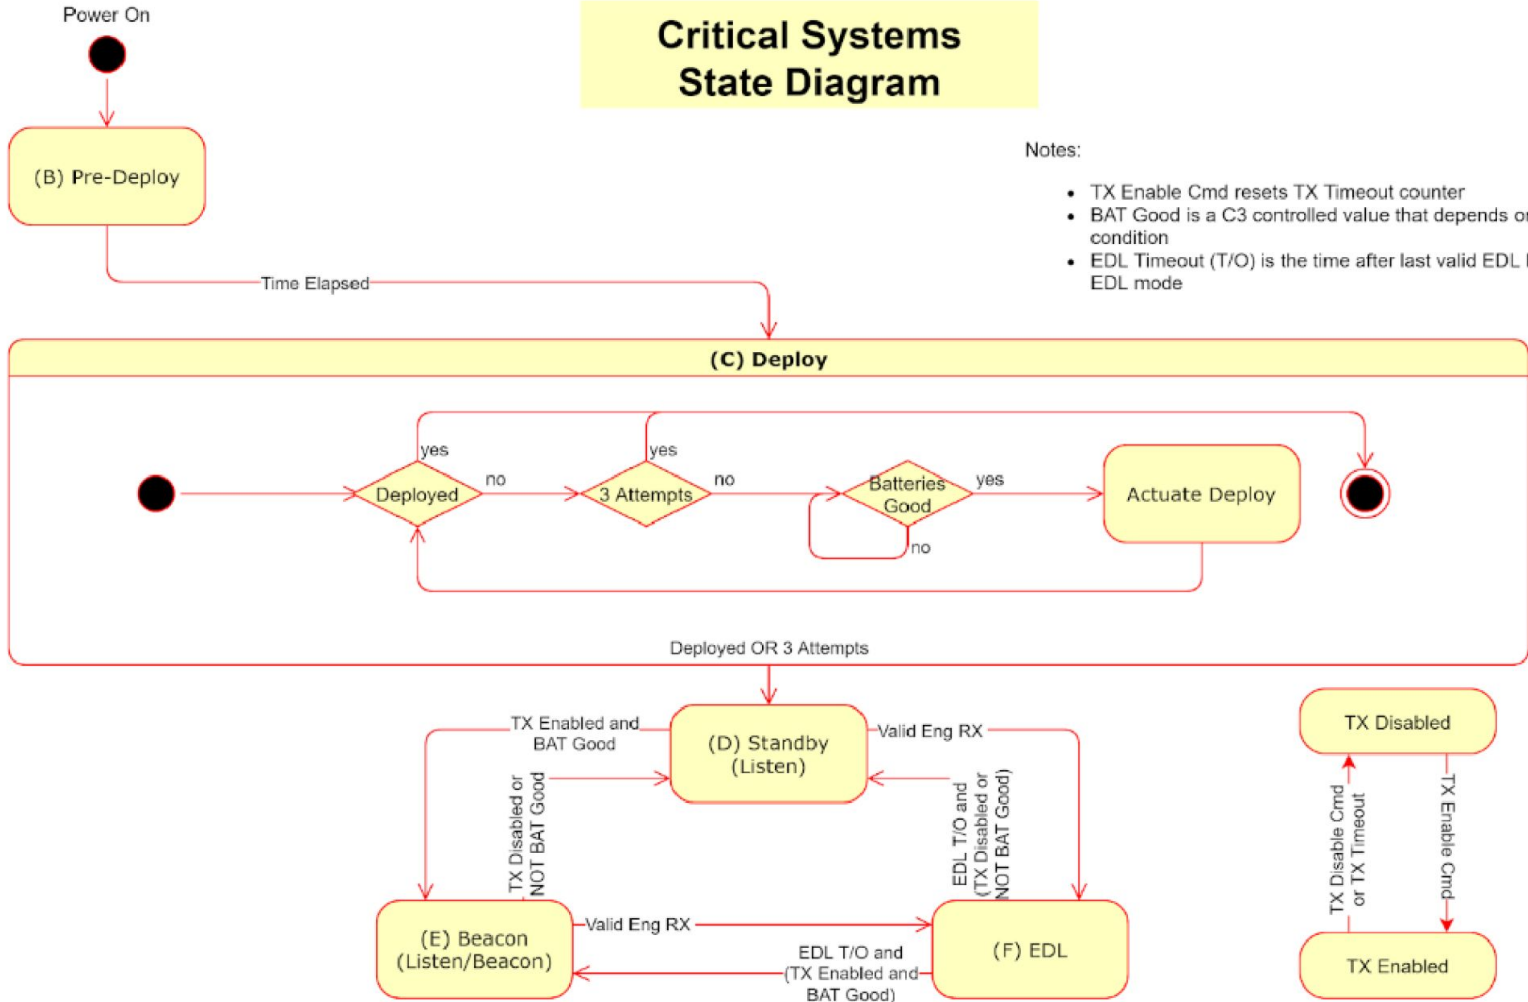 Power On
Critical Systems
State Diagram
(B) Pre-Deploy
Notes:
• TX Enable Cmd resets TX Timeout counter
• BAT Good is a C3 controlled value that depends
condition
• EDL Timeout (T/O) is the time after last valid EDL
EDL mode
Time Elapsed
(C) Deploy
yes
yes
Deployed
no
3 Attempts
no
Batteries
Good
yes
no
Actuate Deploy
Deployed OR 3 Attempts
TX Enabled and
BAT Good
(D) Standby
(Listen)
Valid Eng RX
TX Disabled or
NOT BAT Good
EDL T/O and
(TX Disabled or
NOT BAT Good)
(E) Beacon
(Listen/Beacon)
Valid Eng RX
EDL T/O and
(TX Enabled and
BAT Good)
(F) EDL
TX Disabled
TX Disable Cmd
or TX Timeout
TX Enable Cmd
TX Enabled